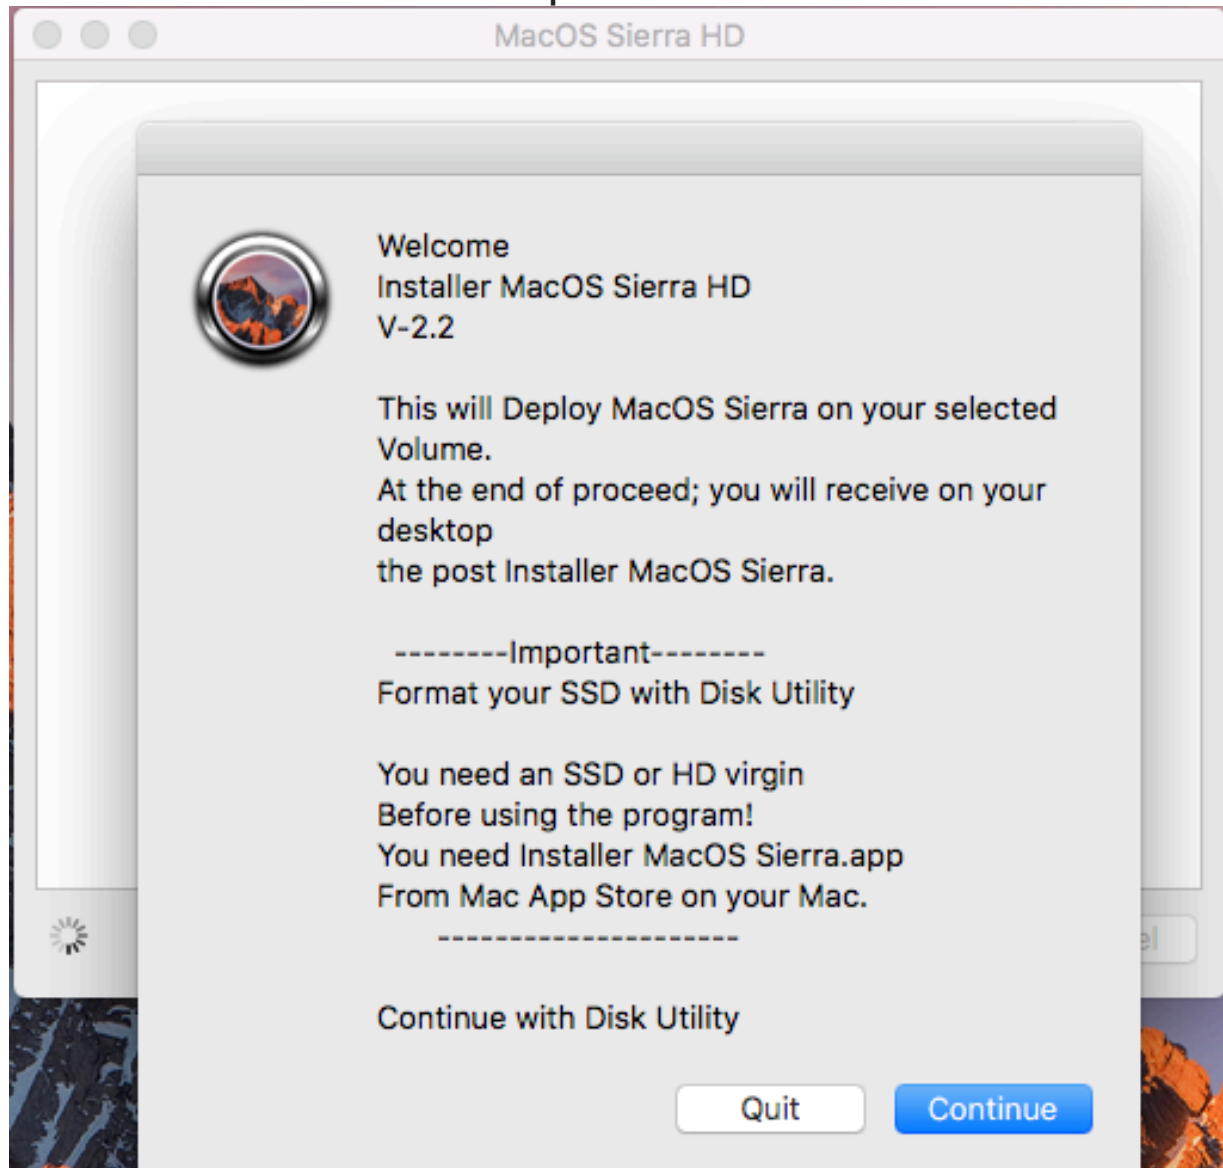 MacOS Sierra HD
Welcome
Installer MacOS Sierra HD
V-2.2
This will Deploy MacOS Sierra on your selected
Volume.
At the end of proceed; you will receive on your
desktop
the post Installer MacOS Sierra.
--------Important--------
Format your SSD with Disk Utility
You need an SSD or HD virgin
Before using the program!
You need Installer MacOS Sierra.app
From Mac App Store on your Mac.
---------------------
el
Continue with Disk Utility
Quit
Continue